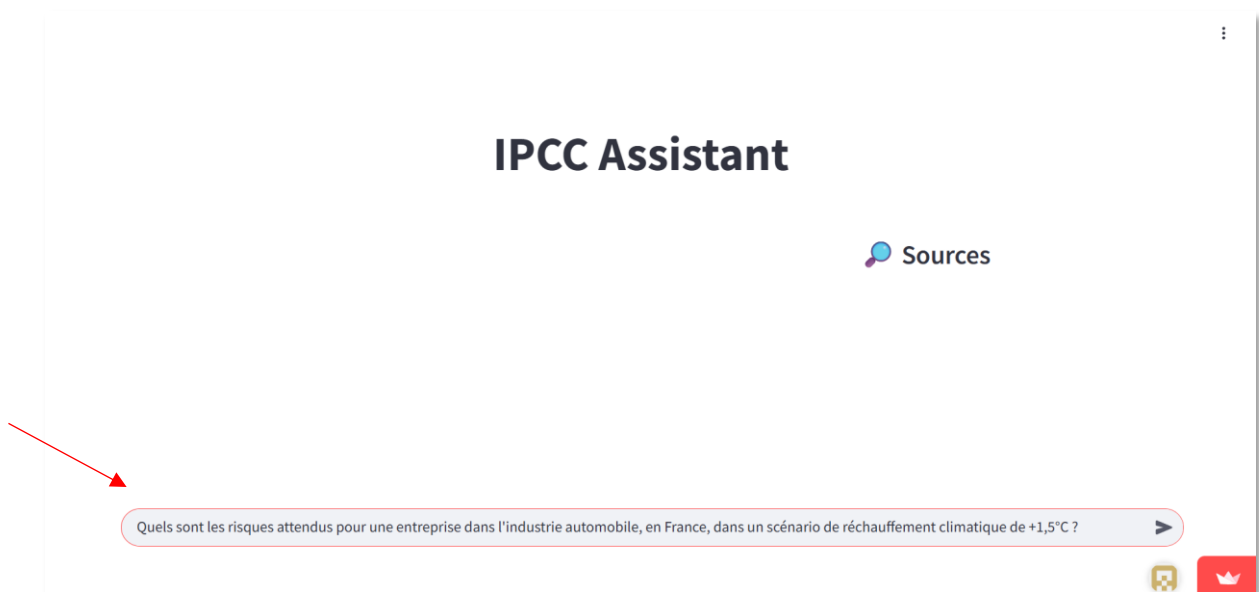 IPCC Assistant
🔎 Sources
Quels sont les risques attendus pour une entreprise dans l'industrie automobile, en France, dans un scénario de réchauffement climatique de +1,5°C ?